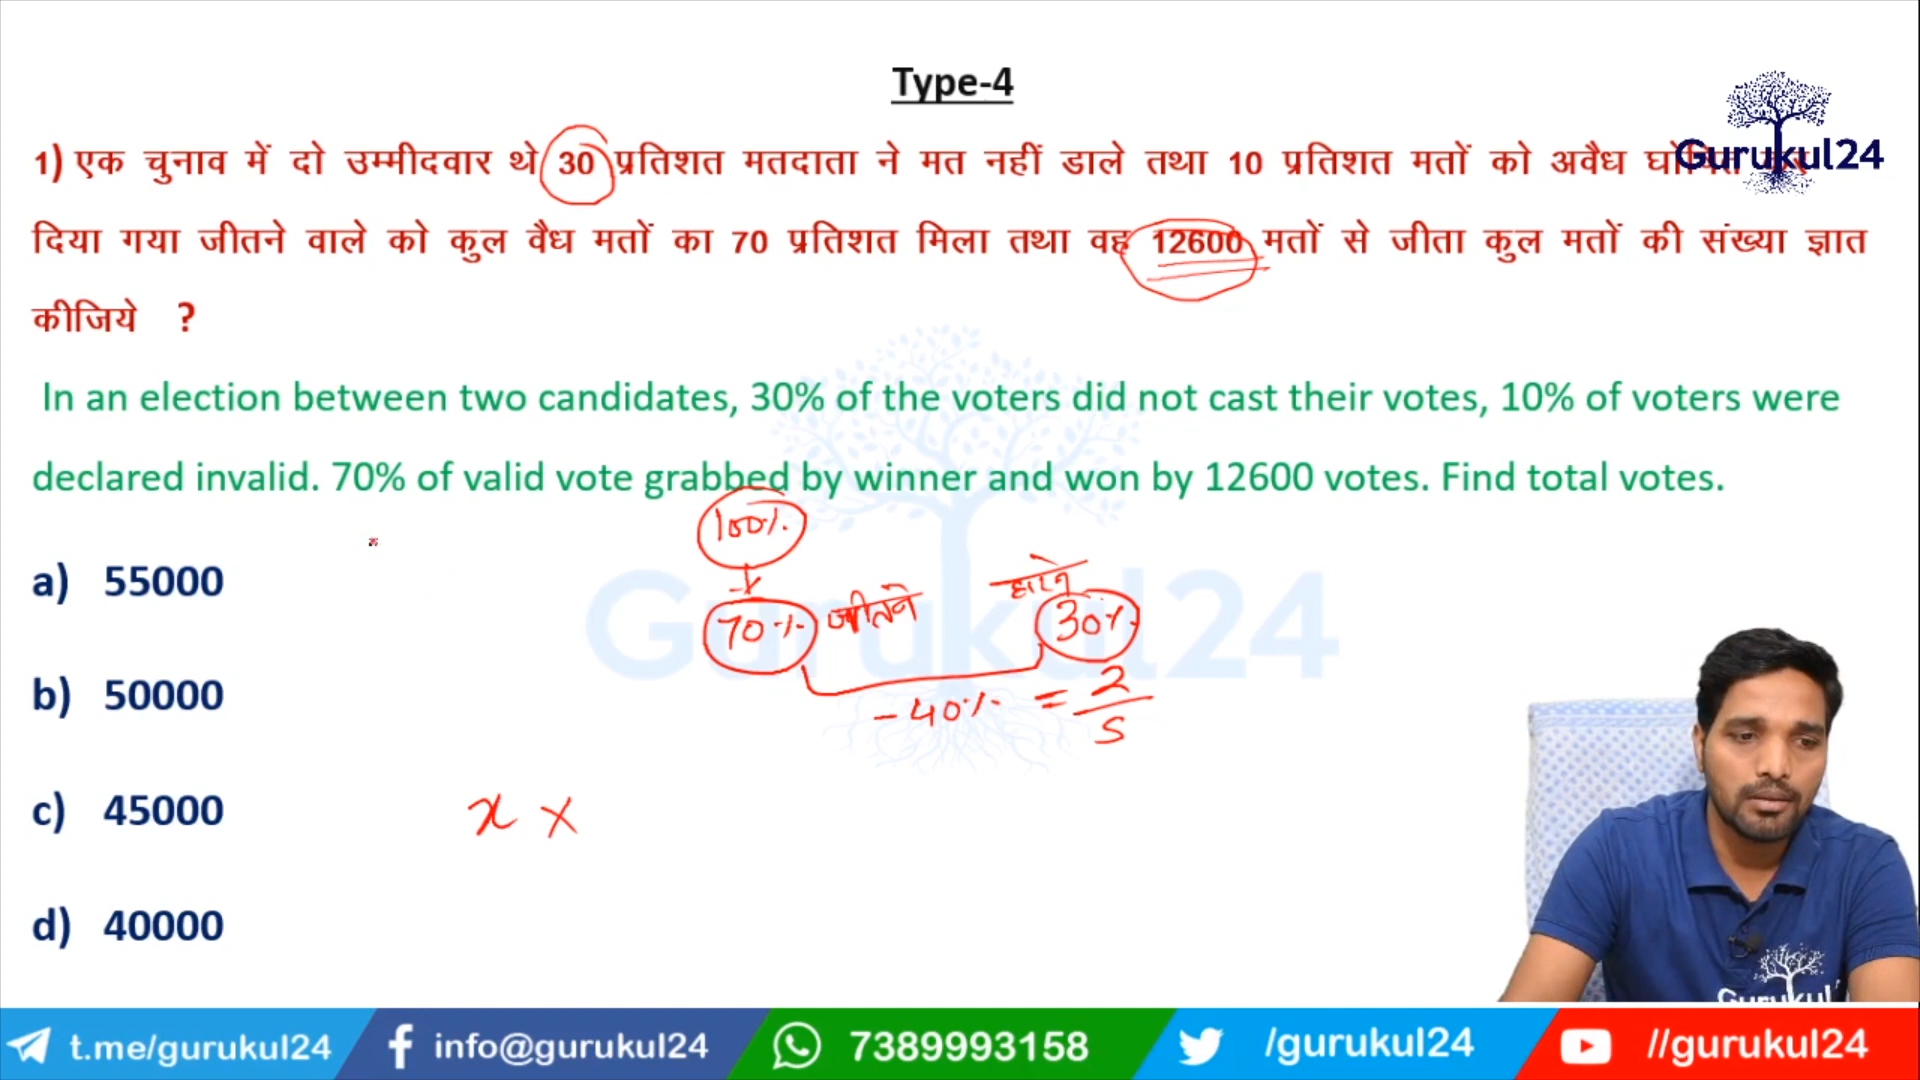 Type-4
Gurukul24
1) एक चुनाव में दो उम्मीदवार थे 30 प्रतिशत मतदाता ने मत नहीं डाले तथा 10 प्रतिशत मतों को अवैध घोषित कर
दिया गया जीतने वाले को कुल वैध मतों का 70 प्रतिशत मिला तथा वह 12600 मतों से जीता कुल मतों की संख्या ज्ञात
कीजिये ?
In an election between two candidates, 30% of the voters did not cast their votes, 10% of voters were
declared invalid. 70% of valid vote grabbed by winner and won by 12600 votes. Find total votes.
100%
a) 55000
70% जीतने हारने 30%
Gurukul24
b) 50000
- 40% = 2/5
c) 45000
x ×
d) 40000
Gurukul
t.me/gurukul24 info@gurukul24 7389993158 /gurukul24 //gurukul24